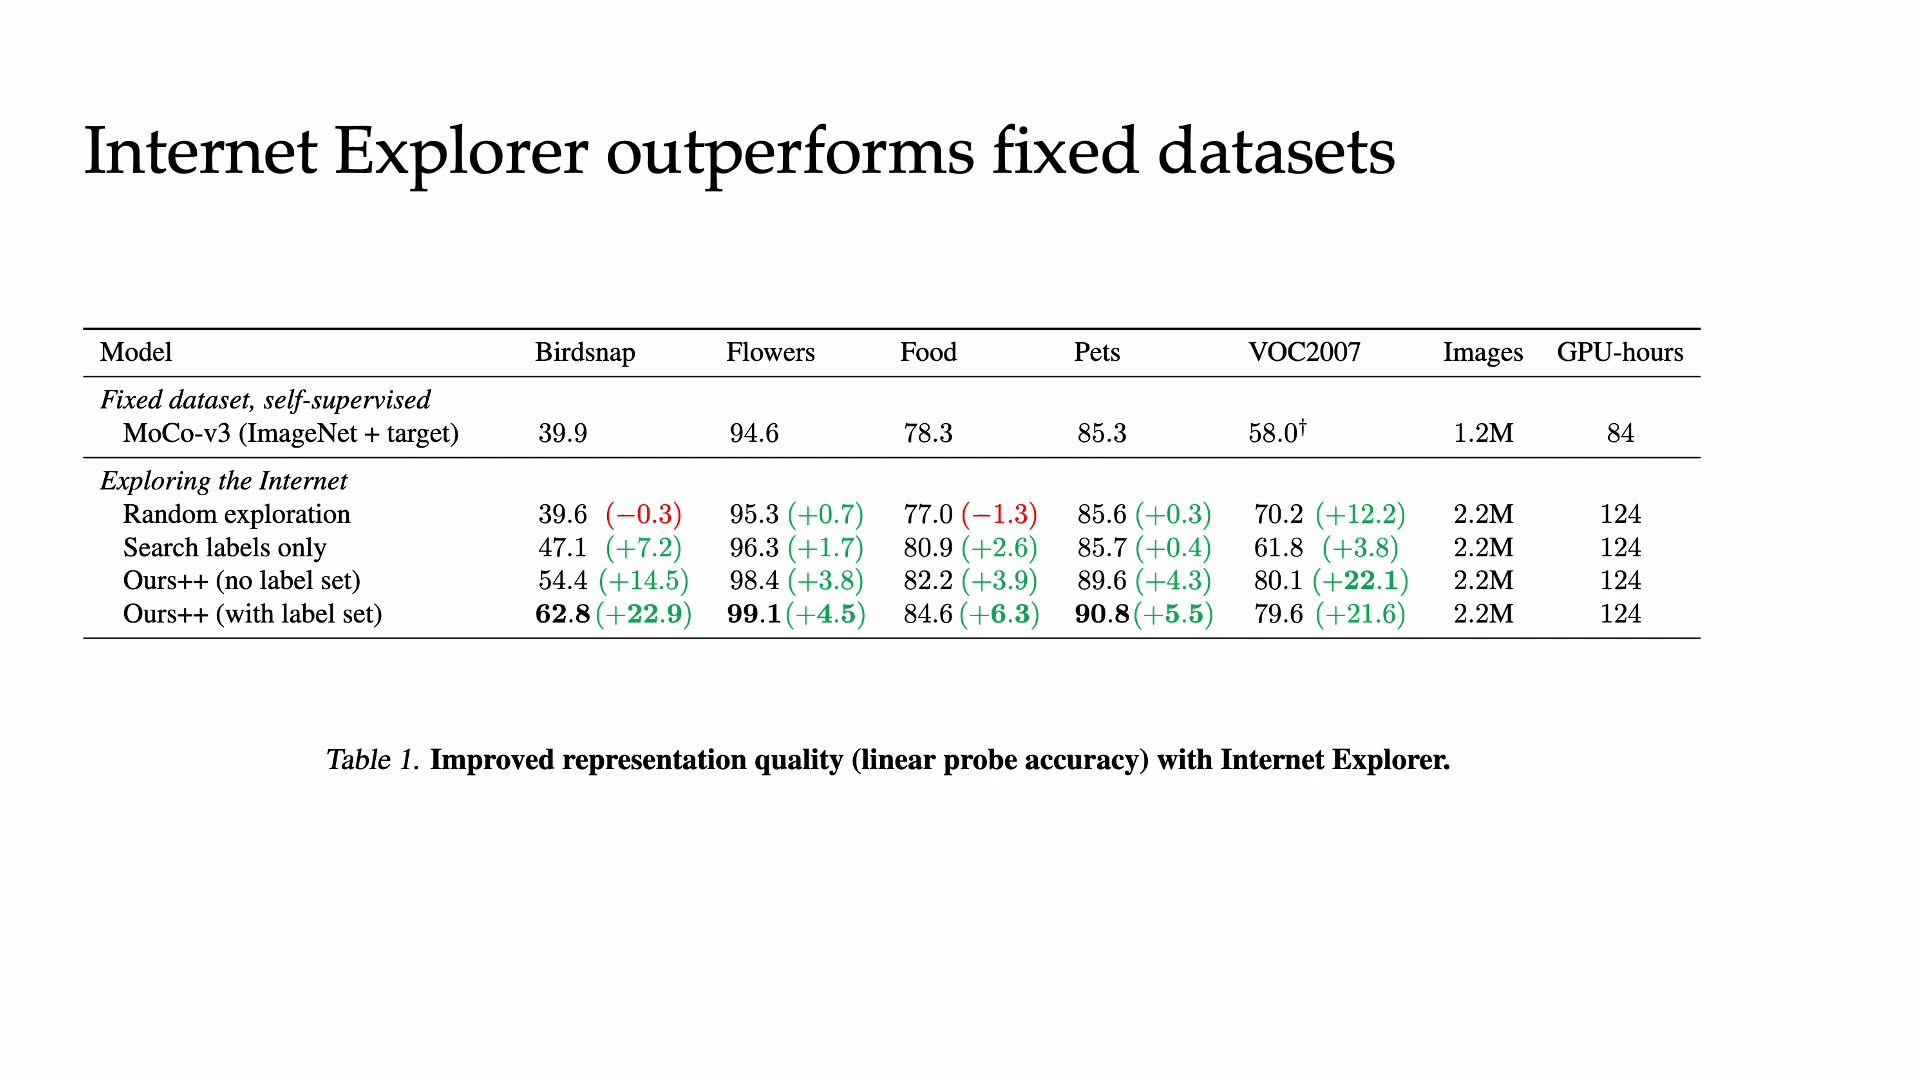 Internet Explorer outperforms fixed datasets
Model Birdsnap Flowers Food Pets VOC2007 Images GPU-hours
Fixed dataset, self-supervised
MoCo-v3 (ImageNet + target) 39.9 94.6 78.3 85.3 58.0† 1.2M 84
Exploring the Internet
Random exploration 39.6 (−0.3) 95.3 (+0.7) 77.0 (−1.3) 85.6 (+0.3) 70.2 (+12.2) 2.2M 124
Search labels only 47.1 (+7.2) 96.3 (+1.7) 80.9 (+2.6) 85.7 (+0.4) 61.8 (+3.8) 2.2M 124
Ours++ (no label set) 54.4 (+14.5) 98.4 (+3.8) 82.2 (+3.9) 89.6 (+4.3) 80.1 (+22.1) 2.2M 124
Ours++ (with label set) 62.8 (+22.9) 99.1 (+4.5) 84.6 (+6.3) 90.8 (+5.5) 79.6 (+21.6) 2.2M 124
Table 1. Improved representation quality (linear probe accuracy) with Internet Explorer.